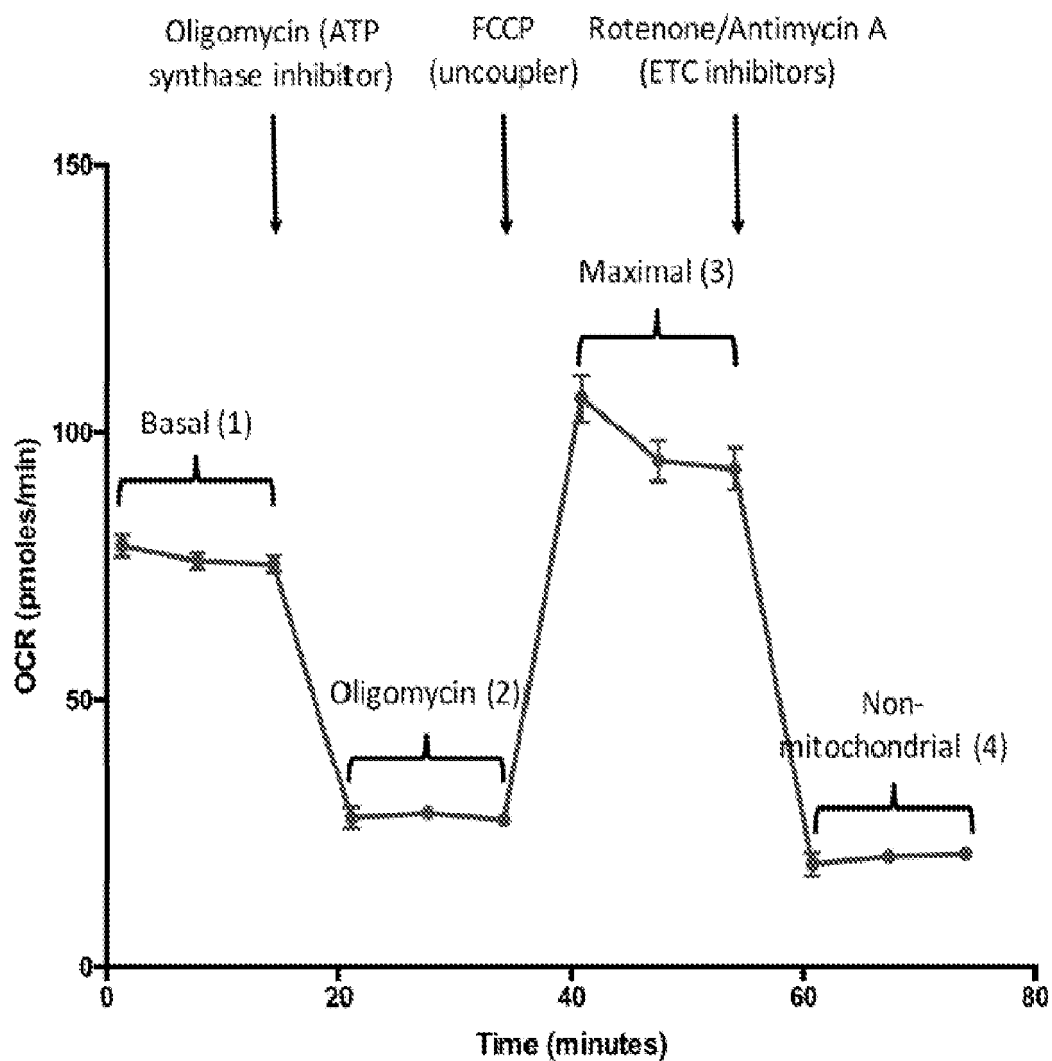 Oligomycin (ATP
synthase inhibitor)
FCCP
(uncoupler)
Rotenone/Antimycin A
(ETC inhibitors)
150
Maximal (3)
Basal (1)
100
OCR (pmoles/min)
Oligomycin (2)
Non-
mitochondrial (4)
50
0
0
20
40
60
80
Time (minutes)